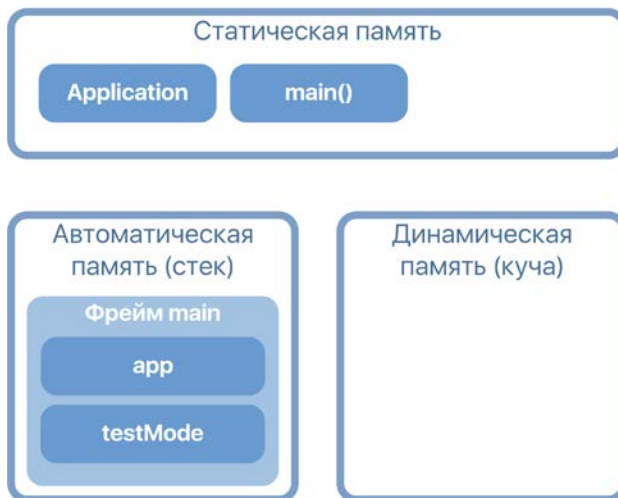 Статическая память
Application
main()
Автоматическая
память (стек)
Фрейм main
app
testMode
Динамическая
память (куча)